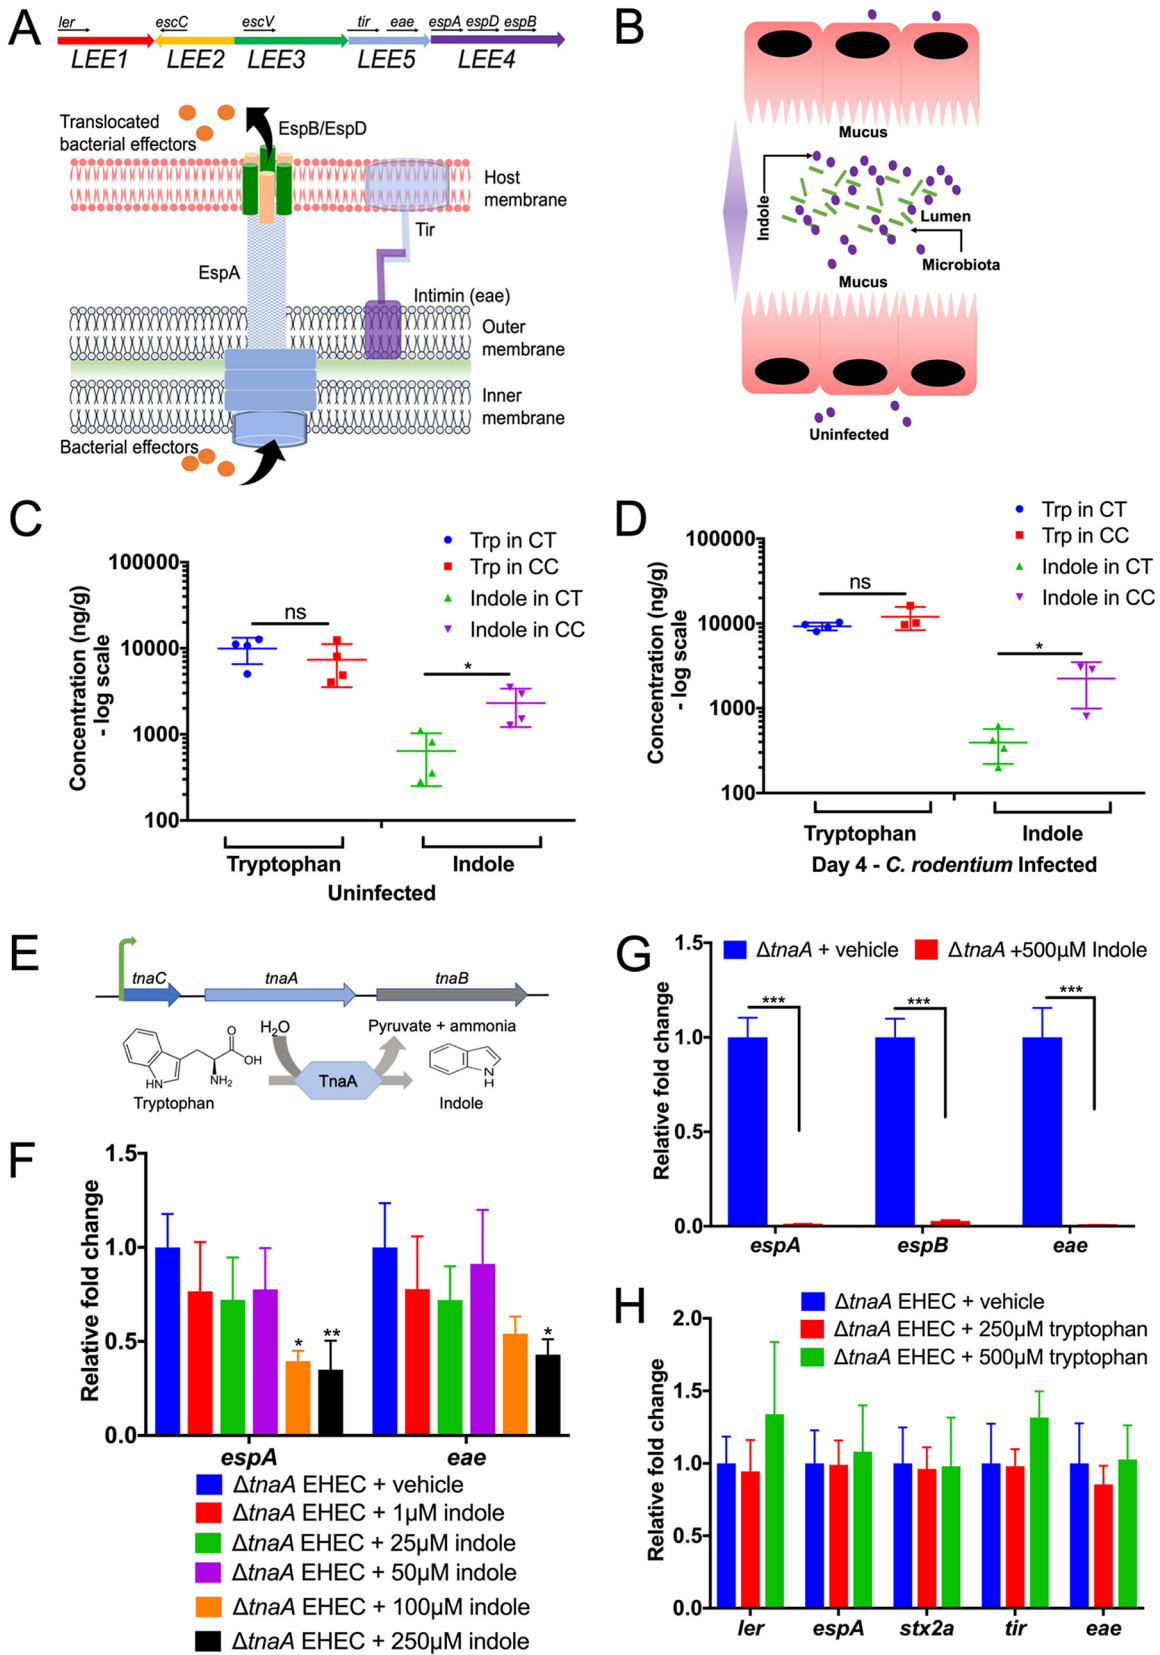 A
ler
escC
escV
tir
eae
espA
espD
espB
LEE1
LEE2
LEE3
LEE5
LEE4
Translocated
bacterial effectors
EspB/EspD
Host
membrane
Tir
EspA
Intimin (eae)
Outer
membrane
Inner
membrane
Bacterial effectors
B
Mucus
Indole
Lumen
Microbiota
Mucus
Uninfected
C
Trp in CT
Trp in CC
Indole in CT
Indole in CC
Concentration (ng/g)
- log scale
100000
10000
1000
100
ns
*
Tryptophan
Indole
Uninfected
D
Trp in CT
Trp in CC
Indole in CT
Indole in CC
Concentration (ng/g)
- log scale
100000
10000
1000
100
ns
*
Tryptophan
Indole
Day 4 - C. rodentium Infected
E
tnaC
tnaA
tnaB
H2O
Pyruvate + ammonia
O
OH
NH2
HN
TnaA
N
H
Tryptophan
Indole
F
Relative fold change
1.5
1.0
0.5
0.0
*
**
*
espA
eae
ΔtnaA EHEC + vehicle
ΔtnaA EHEC + 1µM indole
ΔtnaA EHEC + 25µM indole
ΔtnaA EHEC + 50µM indole
ΔtnaA EHEC + 100µM indole
ΔtnaA EHEC + 250µM indole
G
ΔtnaA + vehicle
ΔtnaA +500µM Indole
Relative fold change
1.5
1.0
0.5
0.0
***
***
***
espA
espB
eae
H
ΔtnaA EHEC + vehicle
ΔtnaA EHEC + 250µM tryptophan
ΔtnaA EHEC + 500µM tryptophan
Relative fold change
2.0
1.5
1.0
0.5
0.0
ler
espA
stx2a
tir
eae